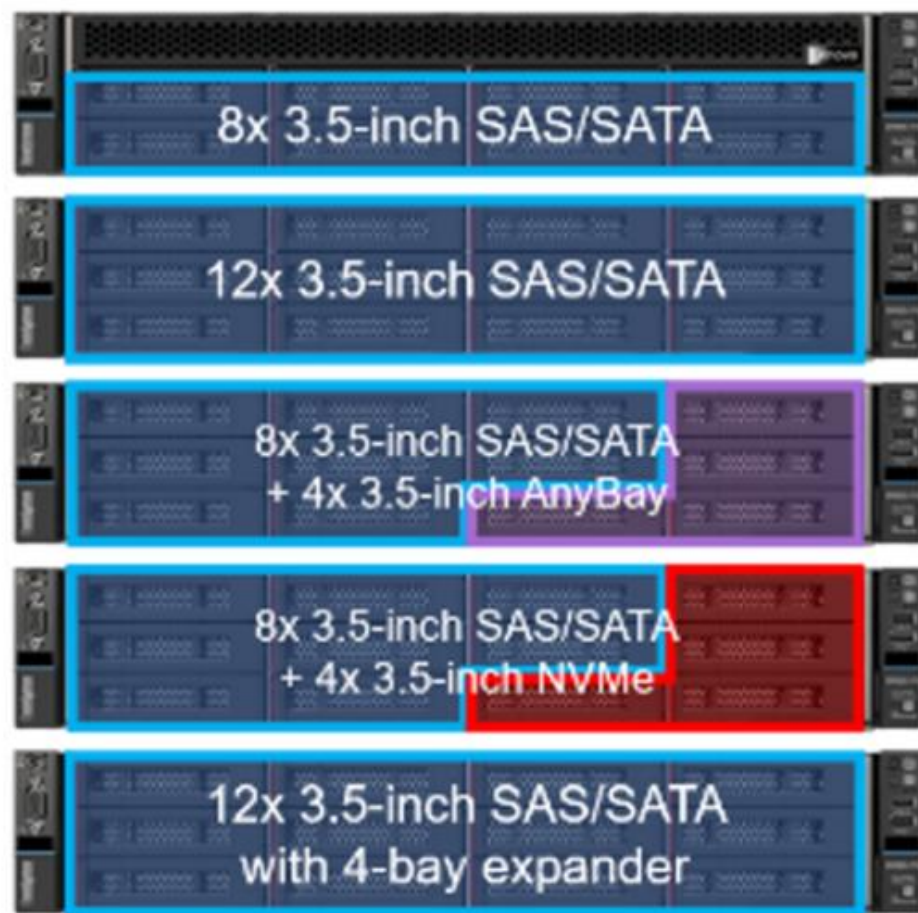 8x 3.5-inch SAS/SATA
12x 3.5-inch SAS/SATA
8x 3.5-inch SAS/SATA
+ 4x 3.5-inch AnyBay
8x 3.5-inch SAS/SATA
+ 4x 3.5-inch NVMe
12x 3.5-inch SAS/SATA
with 4-bay expander